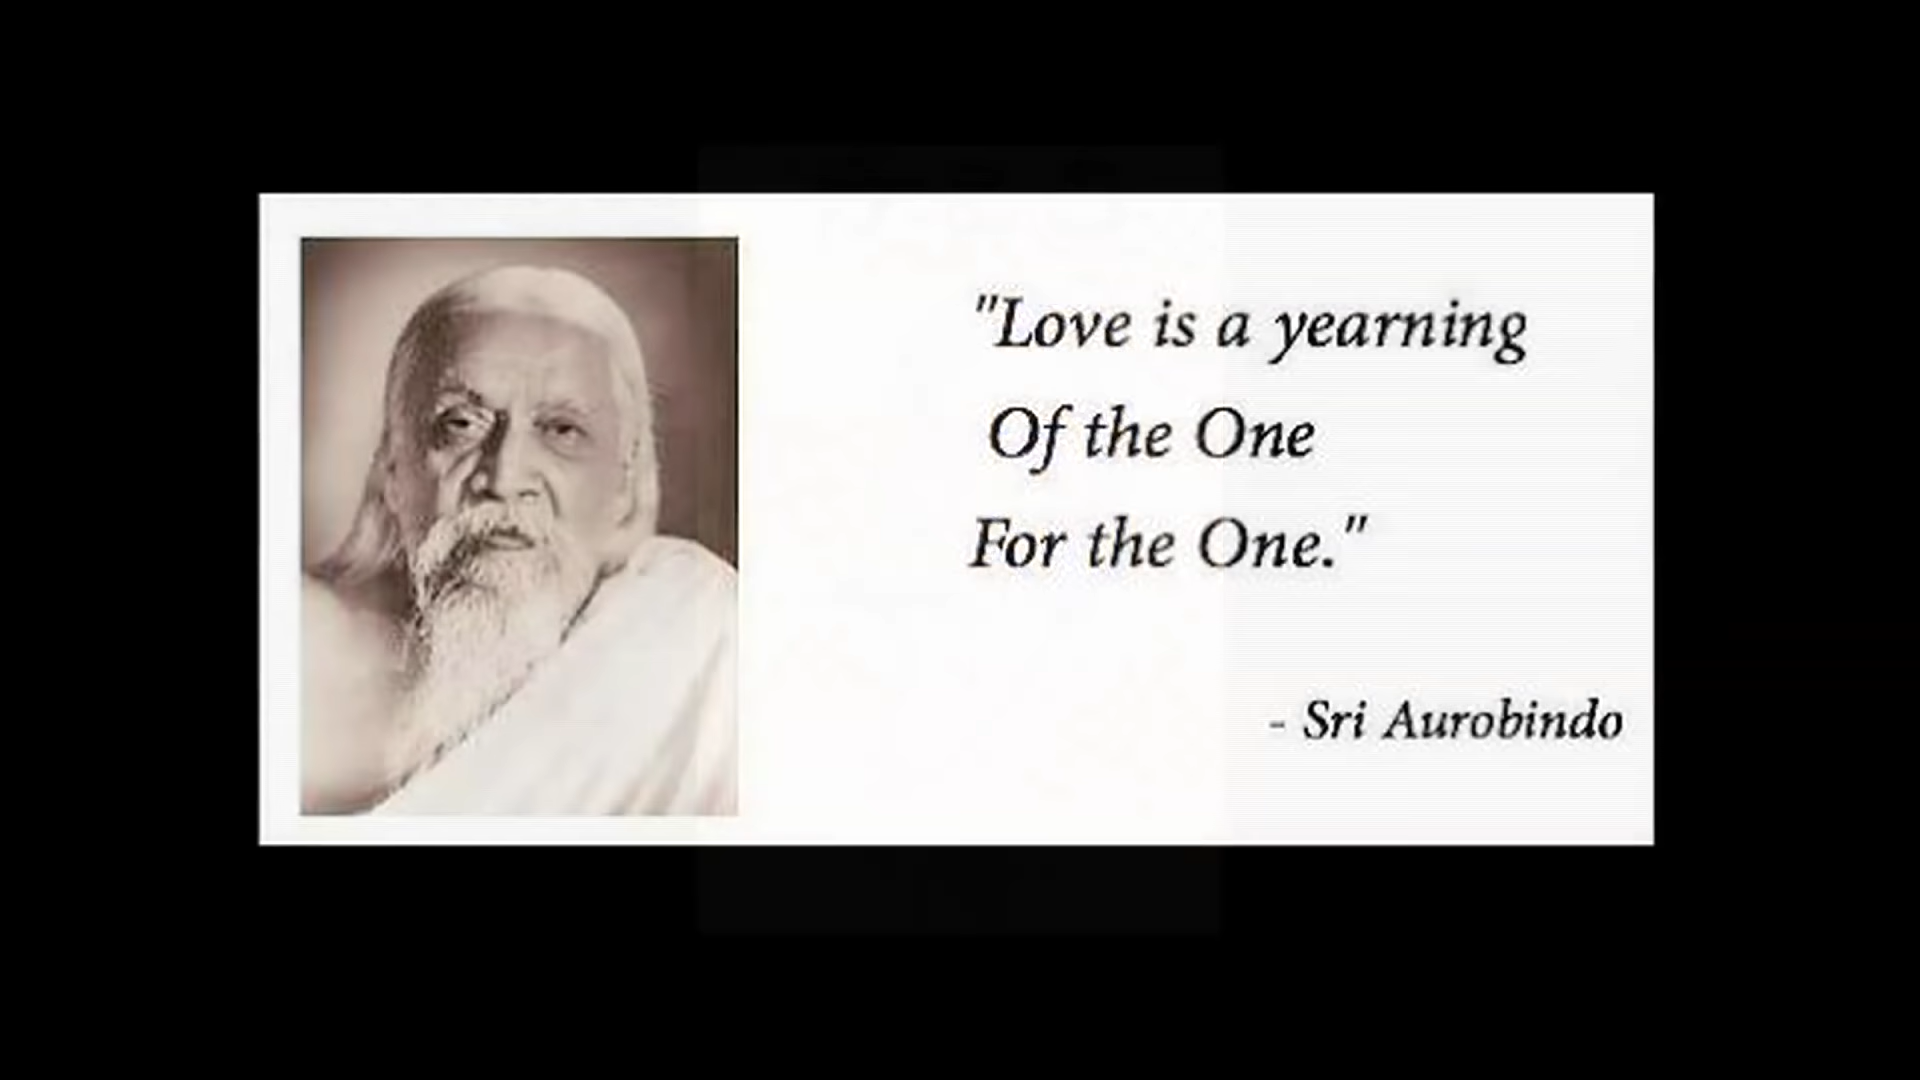 "Love is a yearning
Of the One
For the One."
- Sri Aurobindo